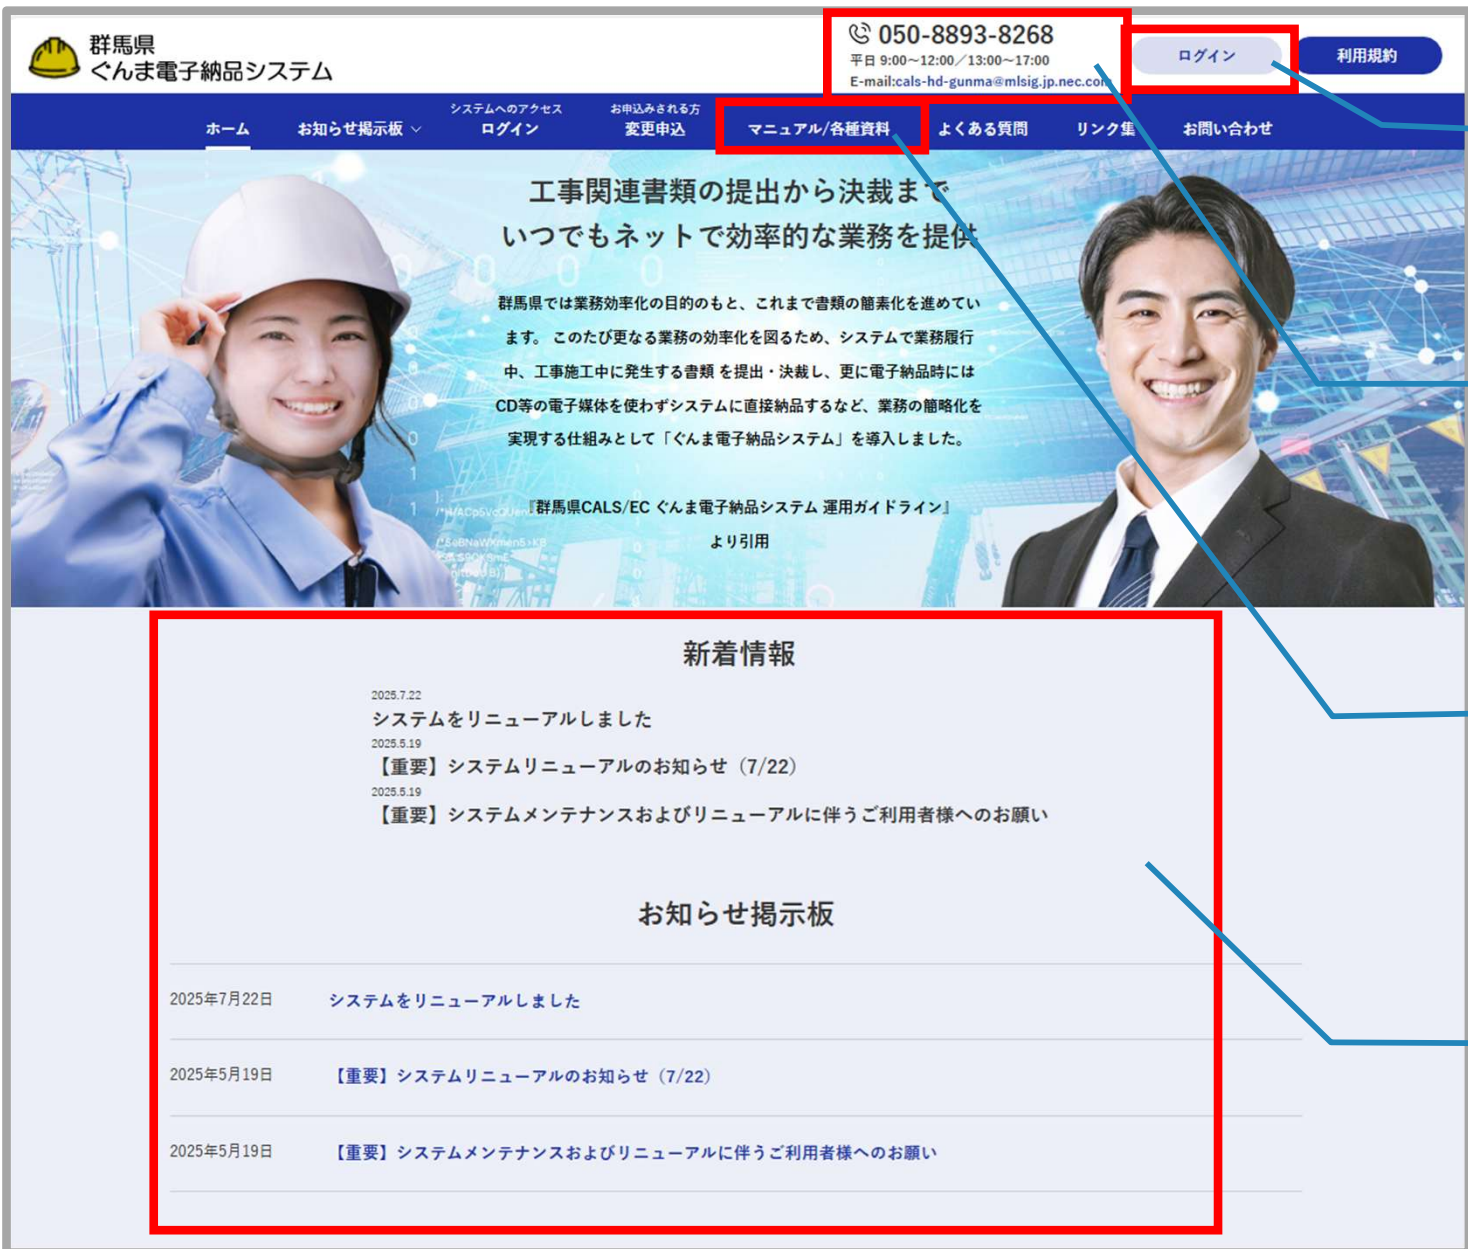 群馬県
ぐんま電子納品システム
050-8893-8268
平日 9:00～12:00／13:00～17:00
E-mail:cals-hd-gunma@mlsig.jp.nec.com
ログイン
利用規約
ホーム
お知らせ掲示板
システムへのアクセス
ログイン
お申込みされる方
変更申込
マニュアル/各種資料
よくある質問
リンク集
お問い合わせ
工事関連書類の提出から決裁まで
いつでもネットで効率的な業務を提供
群馬県では業務効率化の目的のもと、これまで書類の簡素化を進めてい
ます。 このたび更なる業務の効率化を図るため、システムで業務履行
中、工事施工中に発生する書類 を提出・決裁し、更に電子納品時には
CD等の電子媒体を使わずシステムに直接納品するなど、業務の簡略化を
実現する仕組みとして「ぐんま電子納品システム」を導入しました。
『群馬県CALS/EC ぐんま電子納品システム 運用ガイドライン』
より引用
新着情報
2025.7.22
システムをリニューアルしました
2025.5.19
【重要】システムリニューアルのお知らせ（7/22）
2025.5.19
【重要】システムメンテナンスおよびリニューアルに伴うご利用者様へのお願い
お知らせ掲示板
2025年7月22日 システムをリニューアルしました
2025年5月19日 【重要】システムリニューアルのお知らせ（7/22）
2025年5月19日 【重要】システムメンテナンスおよびリニューアルに伴うご利用者様へのお願い